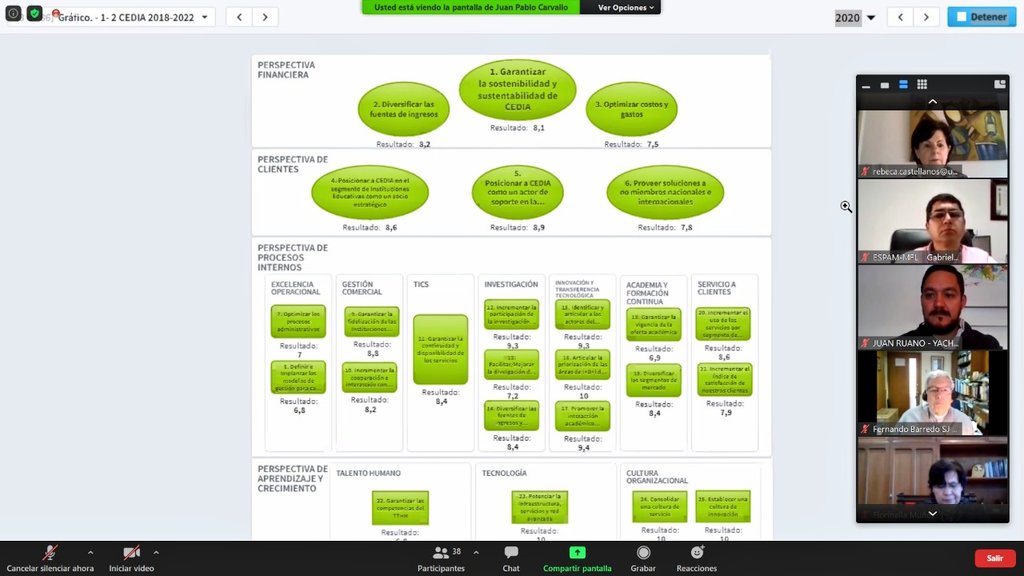 Gráfico. - 1- 2 CEDIA 2018-2022
Usted está viendo la pantalla de Juan Pablo Carvallo
Ver Opciones
2020
Detener
PERSPECTIVA
FINANCIERA
1. Garantizar
la sostenibilidad y
sustentabilidad de
CEDIA
Resultado: 8,1
2. Diversificar las
fuentes de ingresos
Resultado: 8,2
3. Optimizar costos y
gastos
Resultado: 7,5
PERSPECTIVA DE
CLIENTES
4. Posicionar a CEDIA en el
segmento de Instituciones
Educativas como un socio
estratégico
Resultado: 8,6
5.
Posicionar a CEDIA
como un actor de
soporte en la...
Resultado: 8,9
6. Proveer soluciones a
no miembros nacionales e
internacionales
Resultado: 7,8
PERSPECTIVA DE
PROCESOS
INTERNOS
EXCELENCIA
OPERACIONAL
7. Optimizar los
procesos
administrativos
Resultado:
7
Definir e
implantar los
modelos de
gestión para ca...
Resultado:
6,8
GESTIÓN
COMERCIAL
9. Garantizar la
fidelización de las
Instituciones...
Resultado:
8,8
10. Incrementar la
cooperación e
interacción con...
Resultado:
8,2
TICS
11. Garantizar la
continuidad y
disponibilidad de
los servicios
Resultado:
8,4
INVESTIGACIÓN
12. Incrementar la
participación de
la investigación...
Resultado:
9,3
Facilitar/Mejorar
la divulgación d...
Resultado:
7,2
14. Diversificar las
fuentes de
ingresos y...
Resultado:
8,4
INNOVACIÓN Y
TRANSFERENCIA
TECNOLÓGICA
15. Identificar y
articular a los
actores del...
Resultado:
9,3
16. Articular la
priorización de las
áreas de I+D+i d...
Resultado:
10
17. Promover la
interacción
académica...
Resultado:
9,4
ACADEMIA Y
FORMACIÓN
CONTINUA
Garantizar la
vigencia de la
oferta académica
Resultado:
6,9
Diversificar
los segmentos de
mercado
Resultado:
8,4
SERVICIO A
CLIENTES
20. Incrementar el
uso de los
servicios por
segmento de...
Resultado:
8,6
21. Incrementar el
índice de
satisfacción de
nuestros clientes
Resultado:
7,9
PERSPECTIVA DE
APRENDIZAJE Y
CRECIMIENTO
TALENTO HUMANO
22. Garantizar las
competencias del
TTHH
Resultado:
TECNOLOGÍA
23. Potenciar la
infraestructura,
servicios y red
avanzada
Resultado:
10
CULTURA
ORGANIZACIONAL
24. Consolidar
una cultura de
servicio
Resultado:
10
25. Establecer una
cultura de
innovación
Resultado:
10
rebeca.castellanos@u...
ESPAM-MFL _ Gabriel...
JUAN RUANO - YACH...
Fernando Barredo SJ ...
Cancelar silenciar ahora
Iniciar video
38
Participantes
Chat
Compartir pantalla
Grabar
Reacciones
Salir